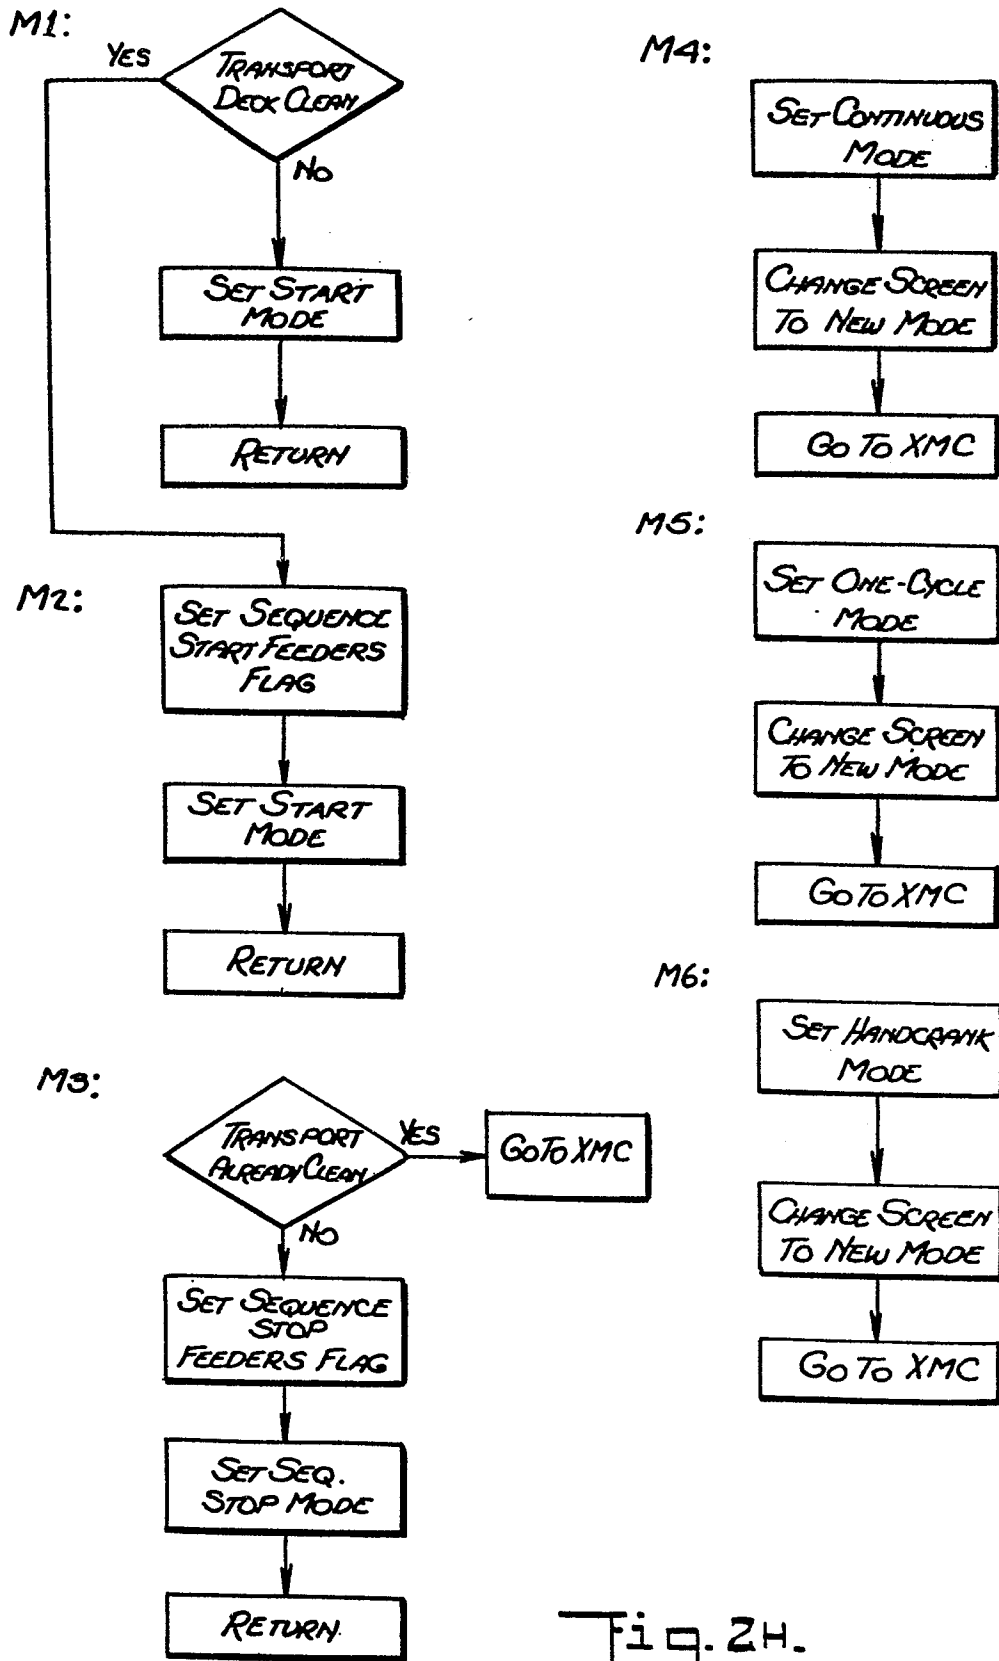 M1:
YES
TRANSPORT
DECK CLEAN
NO
SET START
MODE
RETURN
M2:
SET SEQUENCE
START FEEDERS
FLAG
SET START
MODE
RETURN
M3:
TRANSPORT
ALREADY CLEAN
YES
GO TO XMC
NO
SET SEQUENCE
STOP
FEEDERS FLAG
SET SEQ.
STOP MODE
RETURN
M4:
SET CONTINUOUS
MODE
CHANGE SCREEN
TO NEW MODE
GO TO XMC
M5:
SET ONE-CYCLE
MODE
CHANGE SCREEN
TO NEW MODE
GO TO XMC
M6:
SET HANDCRANK
MODE
CHANGE SCREEN
TO NEW MODE
GO TO XMC
Fig. 2H.